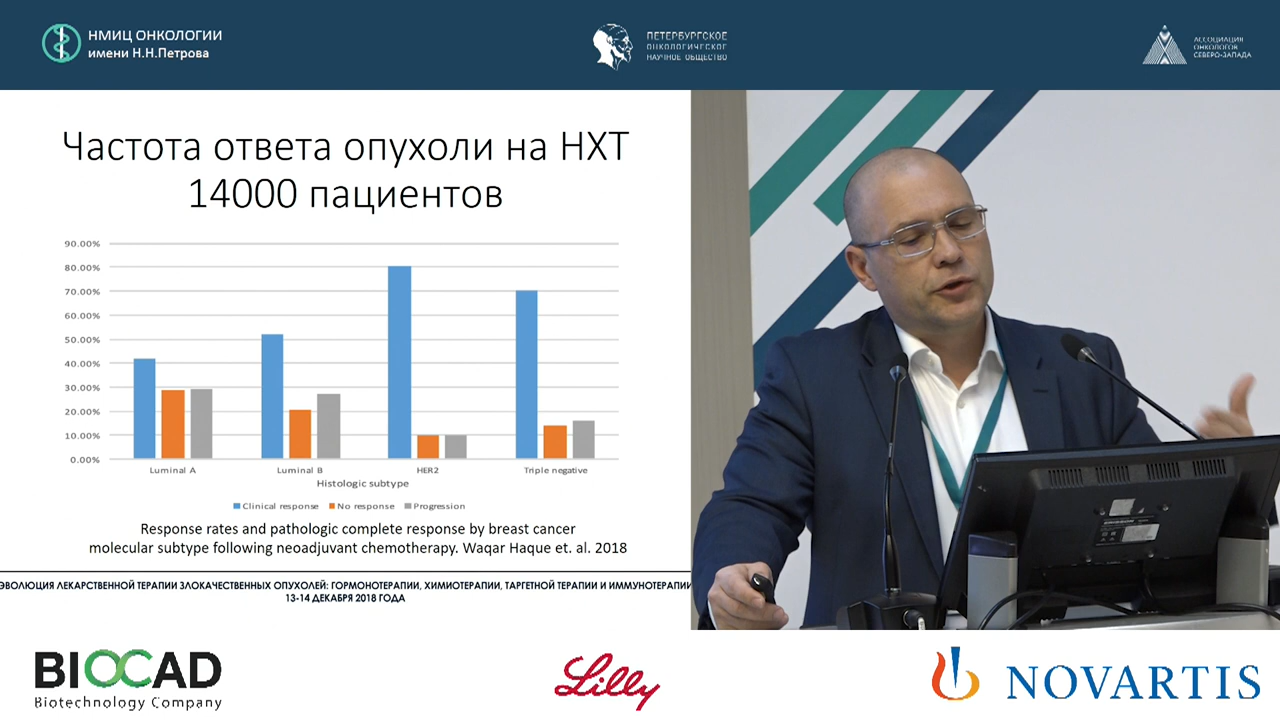 НМИЦ ОНКОЛОГИИ
имени Н.Н.Петрова
ПЕТЕРБУРГСКОЕ
ОНКОЛОГИЧЕСКОЕ
НАУЧНОЕ ОБЩЕСТВО
АССОЦИАЦИЯ
ОНКОЛОГОВ
СЕВЕРО-ЗАПАДА
Частота ответа опухоли на НХТ
14000 пациентов
90.00%
80.00%
70.00%
60.00%
50.00%
40.00%
30.00%
20.00%
10.00%
0.00%
Luminal A Luminal B HER2 Triple negative
Histologic subtype
Clinical response No response Progression
Response rates and pathologic complete response by breast cancer
molecular subtype following neoadjuvant chemotherapy. Waqar Haque et. al. 2018
ЭВОЛЮЦИЯ ЛЕКАРСТВЕННОЙ ТЕРАПИИ ЗЛОКАЧЕСТВЕННЫХ ОПУХОЛЕЙ: ГОРМОНОТЕРАПИИ, ХИМИОТЕРАПИИ, ТАРГЕТНОЙ ТЕРАПИИ И ИММУНОТЕРАПИИ
13-14 ДЕКАБРЯ 2018 ГОДА
BIOCAD
Biotechnology Company
Lilly
NOVARTIS